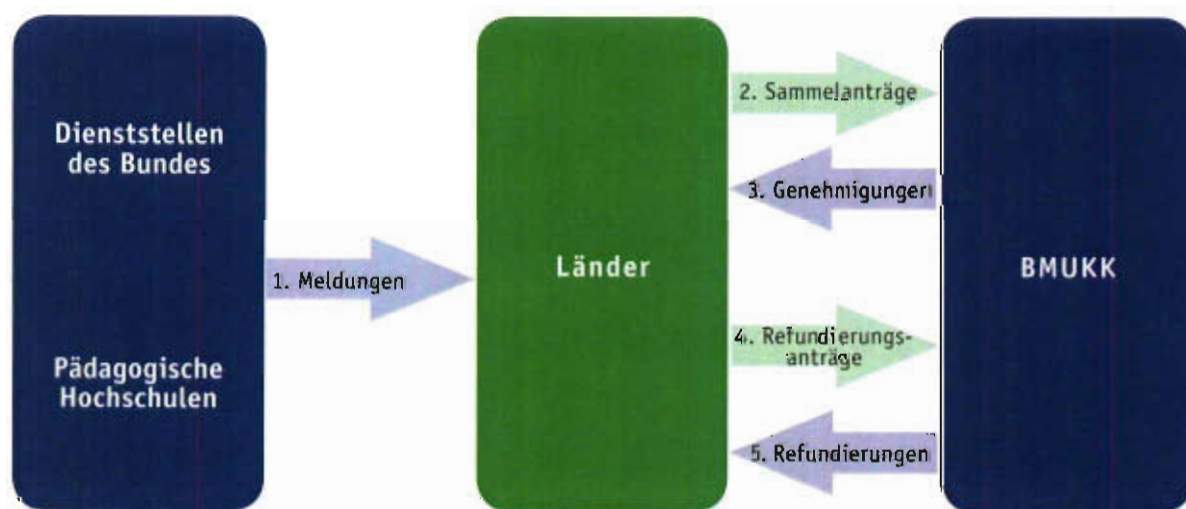 Dienststellen
des Bundes
Pädagogische
Hochschulen
1. Meldungen
Länder
2. Sammelanträge
3. Genehmigungen
4. Refundierungs-
anträge
5. Refundierungen
BMUKK